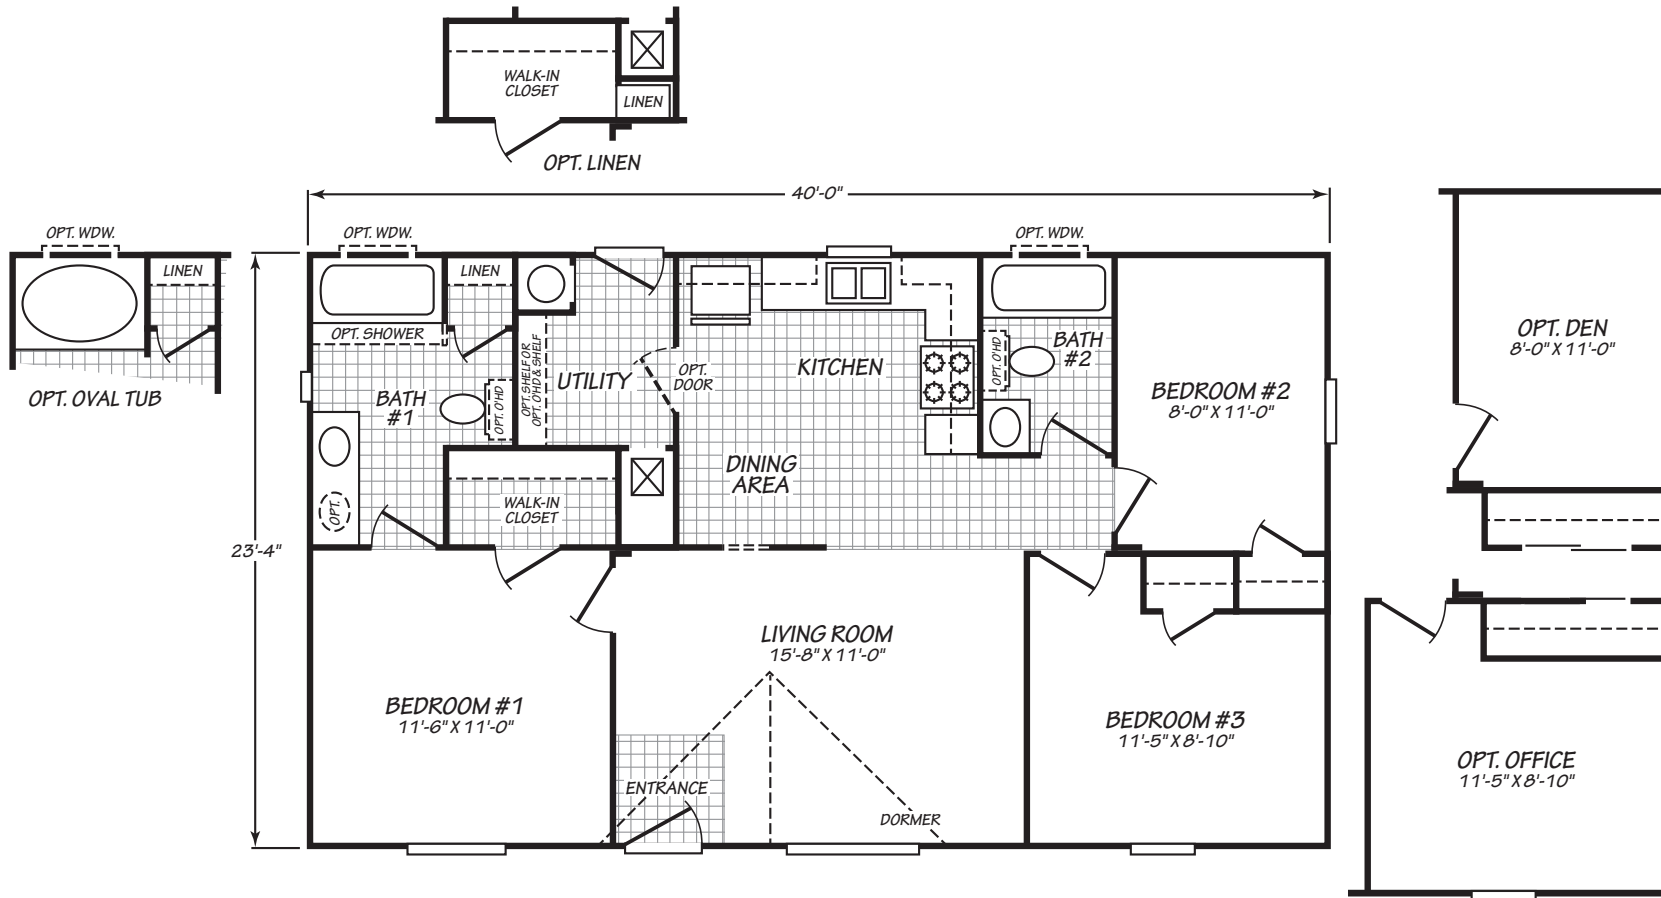 WALK-IN
CLOSET
LINEN
OPT. LINEN
40'-0"
OPT. WDW.
LINEN
OPT. OVAL TUB
OPT. WDW.
LINEN
OPT. SHOWER
BATH
#1
OPT. O'HD
OPT.
OPT. SHELF OR
OPT. O'HD & SHELF
UTILITY
OPT.
DOOR
WALK-IN
CLOSET
KITCHEN
DINING
AREA
OPT. WDW.
OPT. O'HD
BATH
#2
BEDROOM #2
8'-0" X 11'-0"
23'-4"
BEDROOM #1
11'-6" X 11'-0"
LIVING ROOM
15'-8" X 11'-0"
ENTRANCE
DORMER
BEDROOM #3
11'-5" X 8'-10"
OPT. DEN
8'-0" X 11'-0"
OPT. OFFICE
11'-5" X 8'-10"